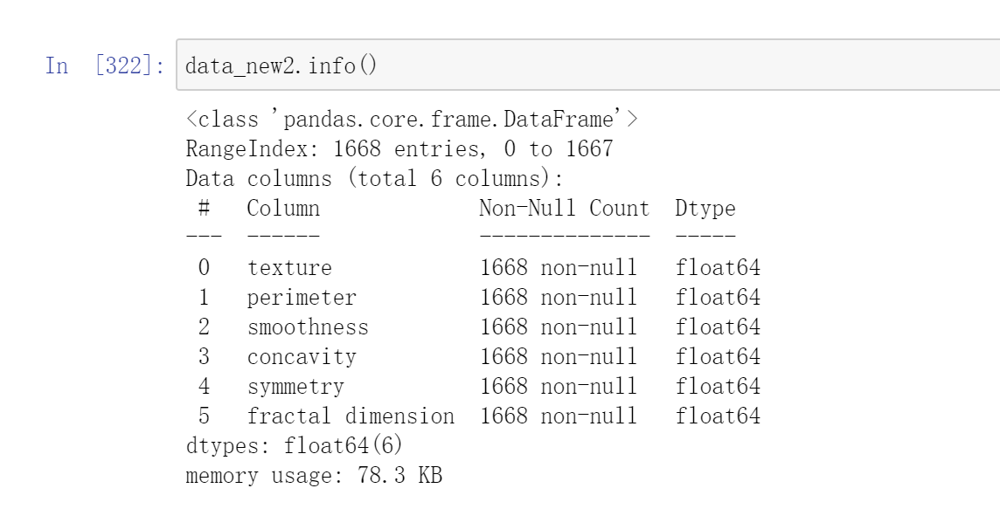 In [322]: data_new2.info()
<class 'pandas.core.frame.DataFrame'>
RangeIndex: 1668 entries, 0 to 1667
Data columns (total 6 columns):
 #   Column             Non-Null Count  Dtype
---  ------             --------------  -----
 0   texture            1668 non-null   float64
 1   perimeter          1668 non-null   float64
 2   smoothness         1668 non-null   float64
 3   concavity          1668 non-null   float64
 4   symmetry           1668 non-null   float64
 5   fractal dimension  1668 non-null   float64
dtypes: float64(6)
memory usage: 78.3 KB